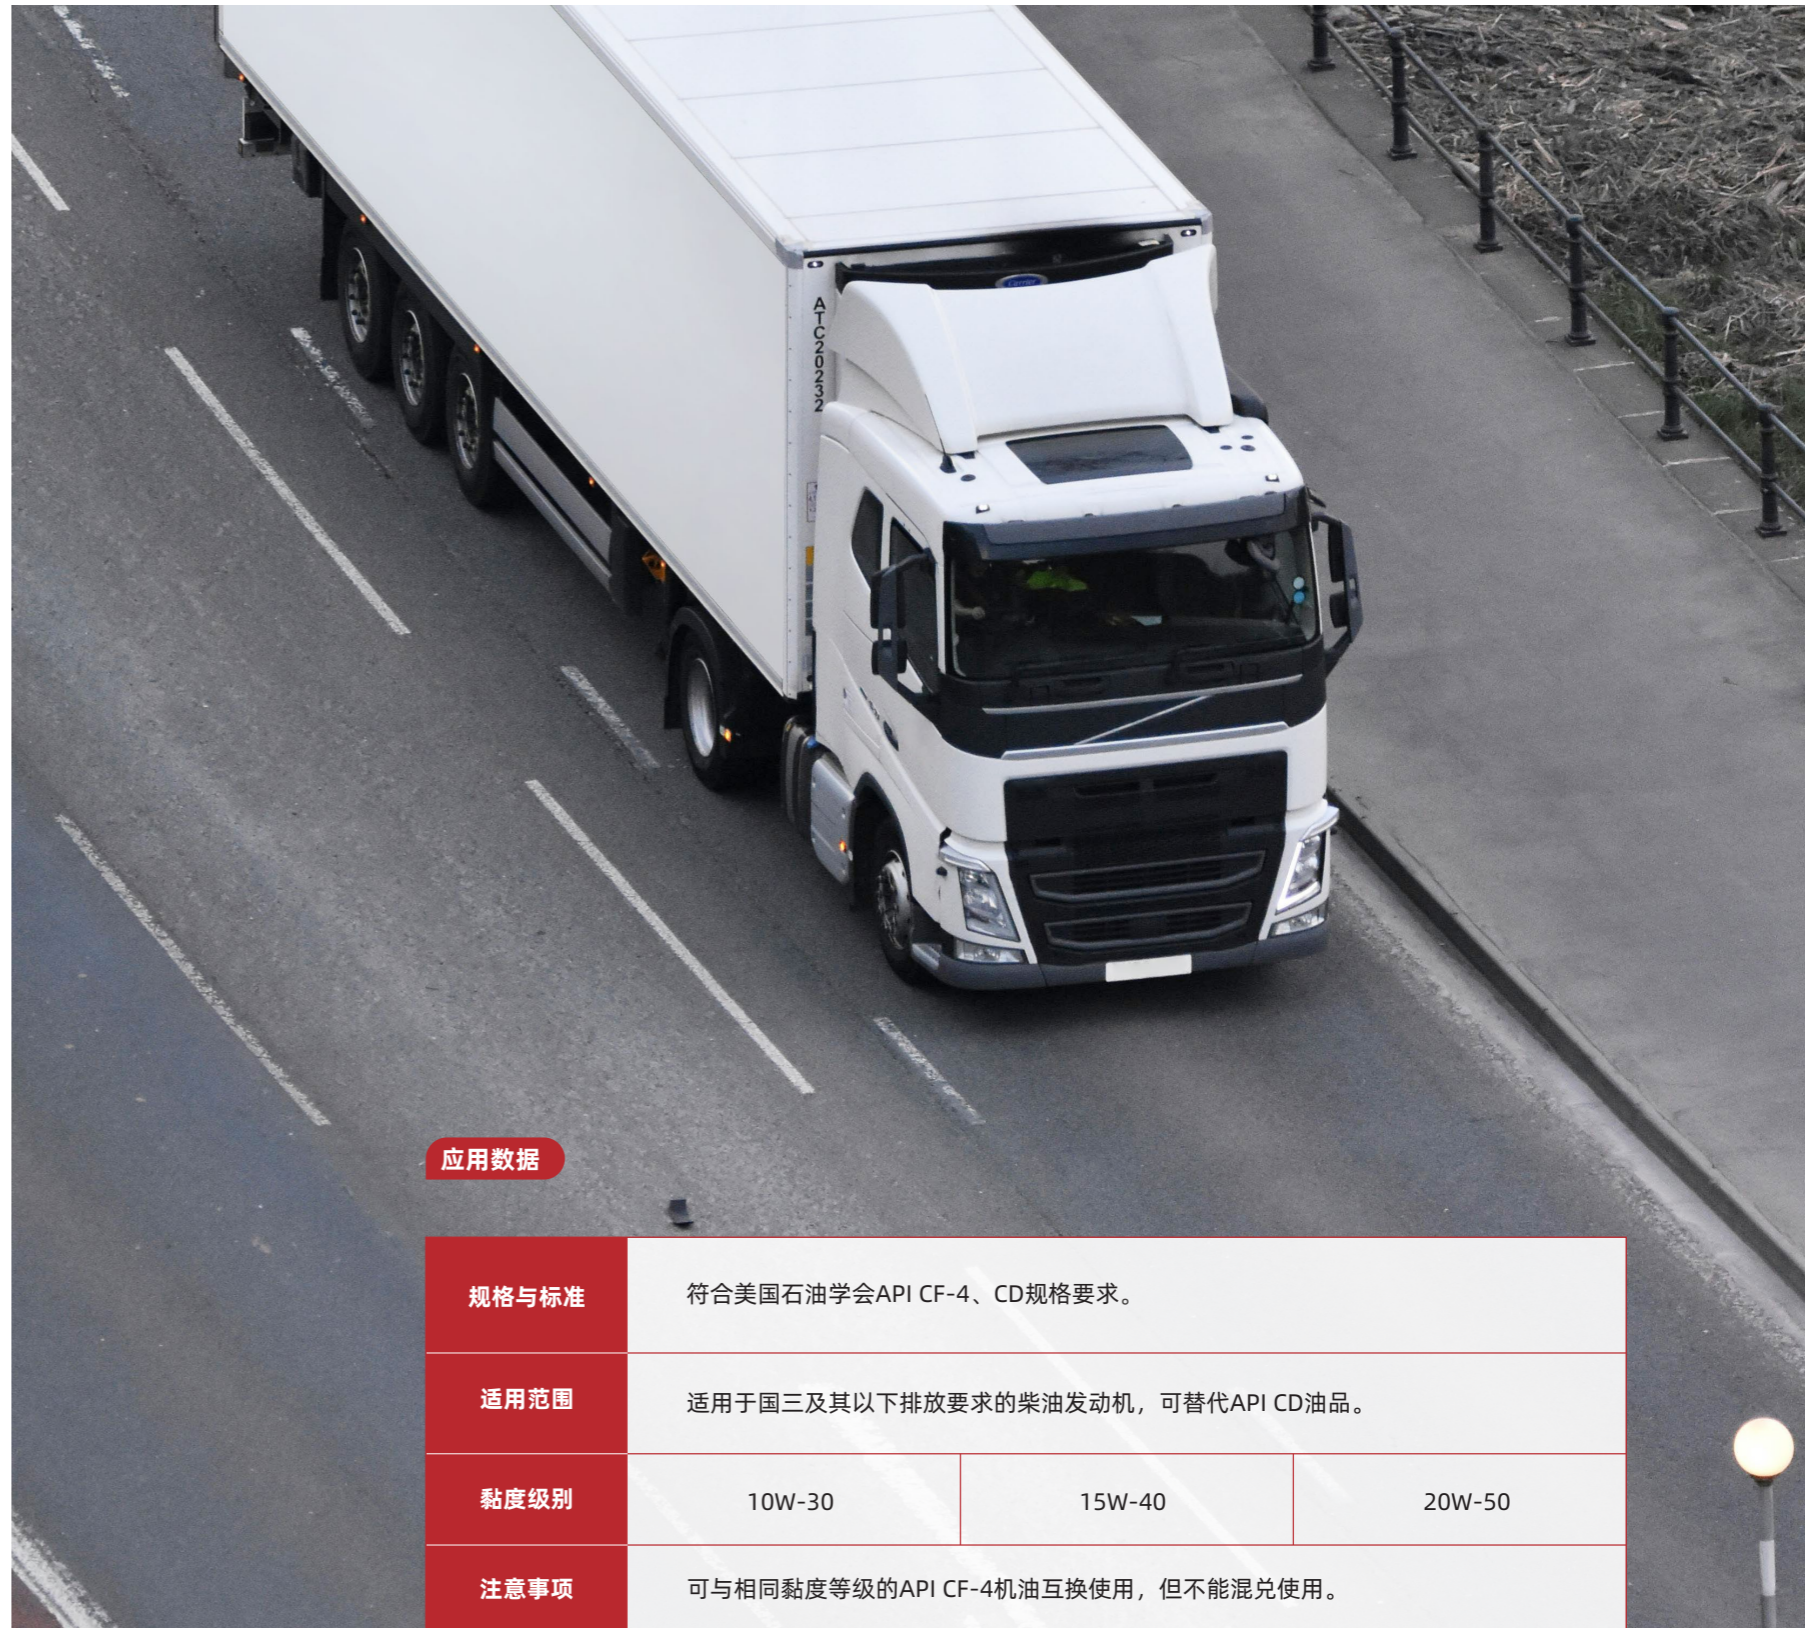 Carrier
ATC20232
应用数据
规格与标准
符合美国石油学会API CF-4、CD规格要求。
适用范围
适用于国三及其以下排放要求的柴油发动机，可替代API CD油品。
黏度级别
10W-30
15W-40
20W-50
注意事项
可与相同黏度等级的API CF-4机油互换使用，但不能混兑使用。